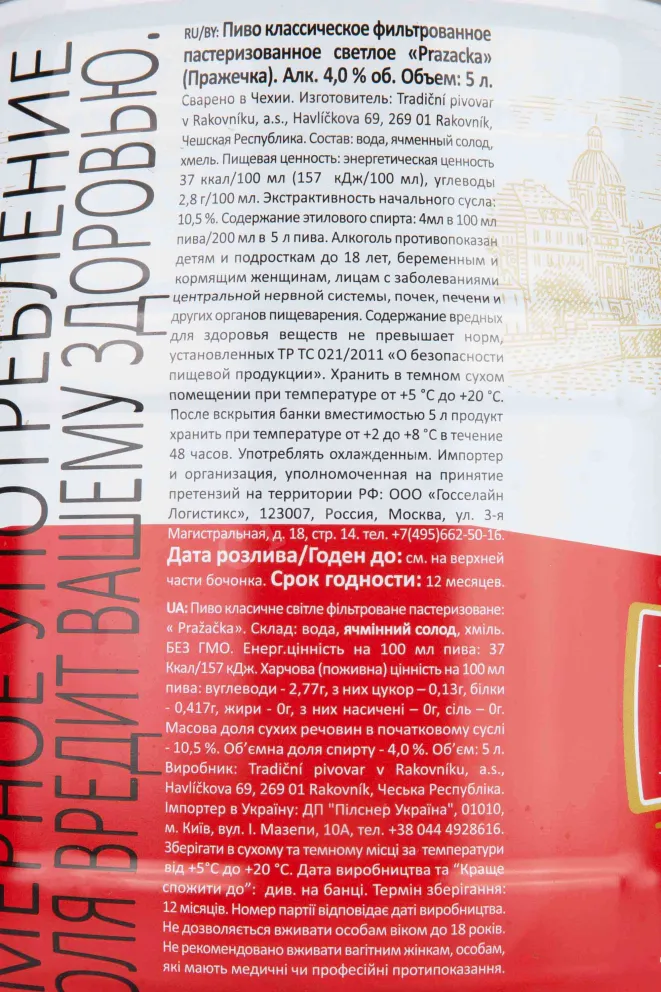 МЕРНОЕ УПОТРЕБЛЕНИЕ
ОЛЯ ВРЕДИТ ВАШЕМУ ЗДОРОВЬЮ.
RU/BY: Пиво классическое фильтрованное
пастеризованное светлое «Prazacka»
(Пражечка). Алк. 4,0 % об. Объем: 5 л.
Сварено в Чехии. Изготовитель: Tradiční pivovar
v Rakovníku, a.s., Havlíčkova 69, 269 01 Rakovník,
Чешская Республика. Состав: вода, ячменный солод,
хмель. Пищевая ценность: энергетическая ценность
37 ккал/100 мл (157 кДж/100 мл), углеводы
2,8 г/100 мл. Экстрактивность начального сусла:
10,5 %. Содержание этилового спирта: 4мл в 100 мл
пива/200 мл в 5 л пива. Алкоголь противопоказан
детям и подросткам до 18 лет, беременным и
кормящим женщинам, лицам с заболеваниями
центральной нервной системы, почек, печени и
других органов пищеварения. Содержание вредных
для здоровья веществ не превышает норм,
установленных ТР ТС 021/2011 «О безопасности
пищевой продукции». Хранить в темном сухом
помещении при температуре от +5 °С до +20 °С.
После вскрытия банки вместимостью 5 л продукт
хранить при температуре от +2 до +8 °С в течение
48 часов. Употреблять охлажденным. Импортер
и организация, уполномоченная на принятие
претензий на территории РФ: ООО «Госселайн
Логистикс», 123007, Россия, Москва, ул. 3-я
Магистральная, д. 18, стр. 14. тел. +7(495)662-50-16.
Дата розлива/Годен до: см. на верхней
части бочонка. Срок годности: 12 месяцев.
UA: Пиво класичне світле фільтроване пастеризоване:
« Pražačka». Склад: вода, ячмінний солод, хміль.
БЕЗ ГМО. Енерг.цінність на 100 мл пива: 37
Ккал/157 кДж. Харчова (поживна) цінність на 100 мл
пива: вуглеводи - 2,77г, з них цукор – 0,13г, білки
- 0,417г, жири - 0г, з них насичені – 0г, сіль – 0г.
Масова доля сухих речовин в початковому суслі
- 10,5 %. Об’ємна доля спирту - 4,0 %. Об’єм: 5 л.
Виробник: Tradiční pivovar v Rakovníku, a.s.,
Havlíčkova 69, 269 01 Rakovník, Чеська Республіка.
Імпортер в Україну: ДП "Пілснер Україна", 01010,
м. Київ, вул. І. Мазепи, 10А, тел. +38 044 4928616.
Зберігати в сухому та темному місці за температури
від +5°С до +20 °С. Дата виробництва та “Краще
спожити до”: див. на банці. Термін зберігання:
12 місяців. Номер партії відповідає даті виробництва.
Не дозволяється вживати особам віком до 18 років.
Не рекомендовано вживати вагітним жінкам, особам,
які мають медичні чи професійні протипоказання.